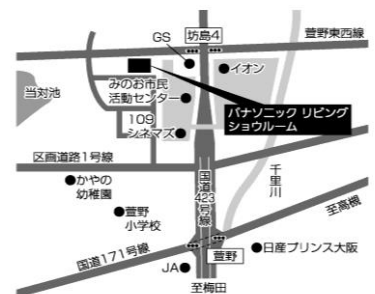 GS
坊島4
萱野東西線
イオン
当対池
みのお市民
活動センター
パナソニック リビング
ショウルーム
109
シネマズ
区画道路1号線
国道423号線
千里川
かやの
幼稚園
至高槻
萱野
小学校
国道171号線
萱野
日産プリンス大阪
JA
至梅田